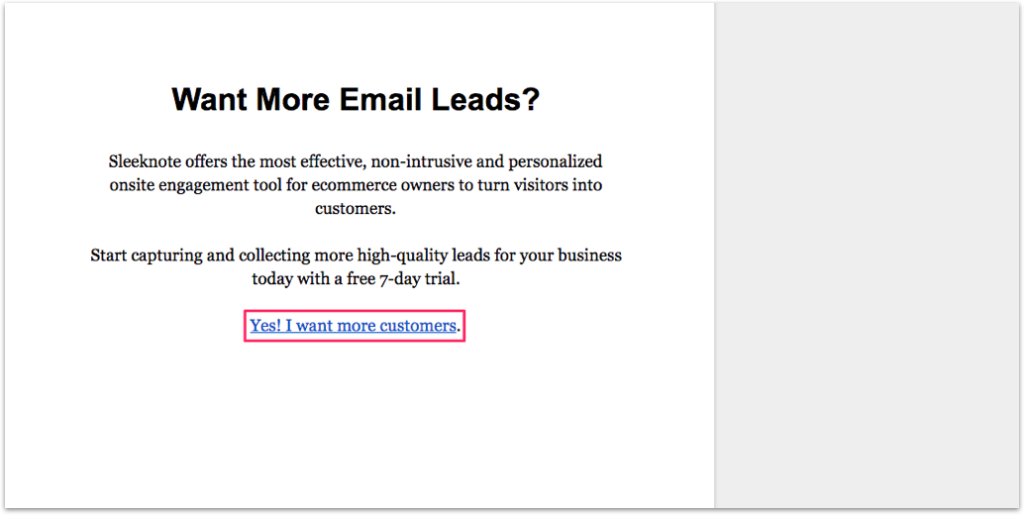 Want More Email Leads?
Sleeknote offers the most effective, non-intrusive and personalized
onsite engagement tool for ecommerce owners to turn visitors into
customers.
Start capturing and collecting more high-quality leads for your business
today with a free 7-day trial.
Yes! I want more customers.